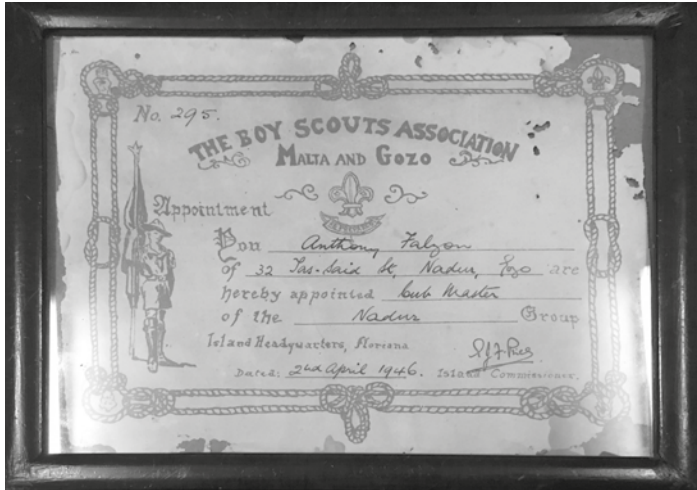 No. 295.
THE BOY SCOUTS ASSOCIATION
MALTA AND GOZO
Appointment
You Anthony Falzon
of 32 Tas-Said St, Nadur, Gozo are
hereby appointed Cub Master
of the Nadur Group
Island Headquarters, Floriana
Dated: 2nd April 1946. Island Commissioner.